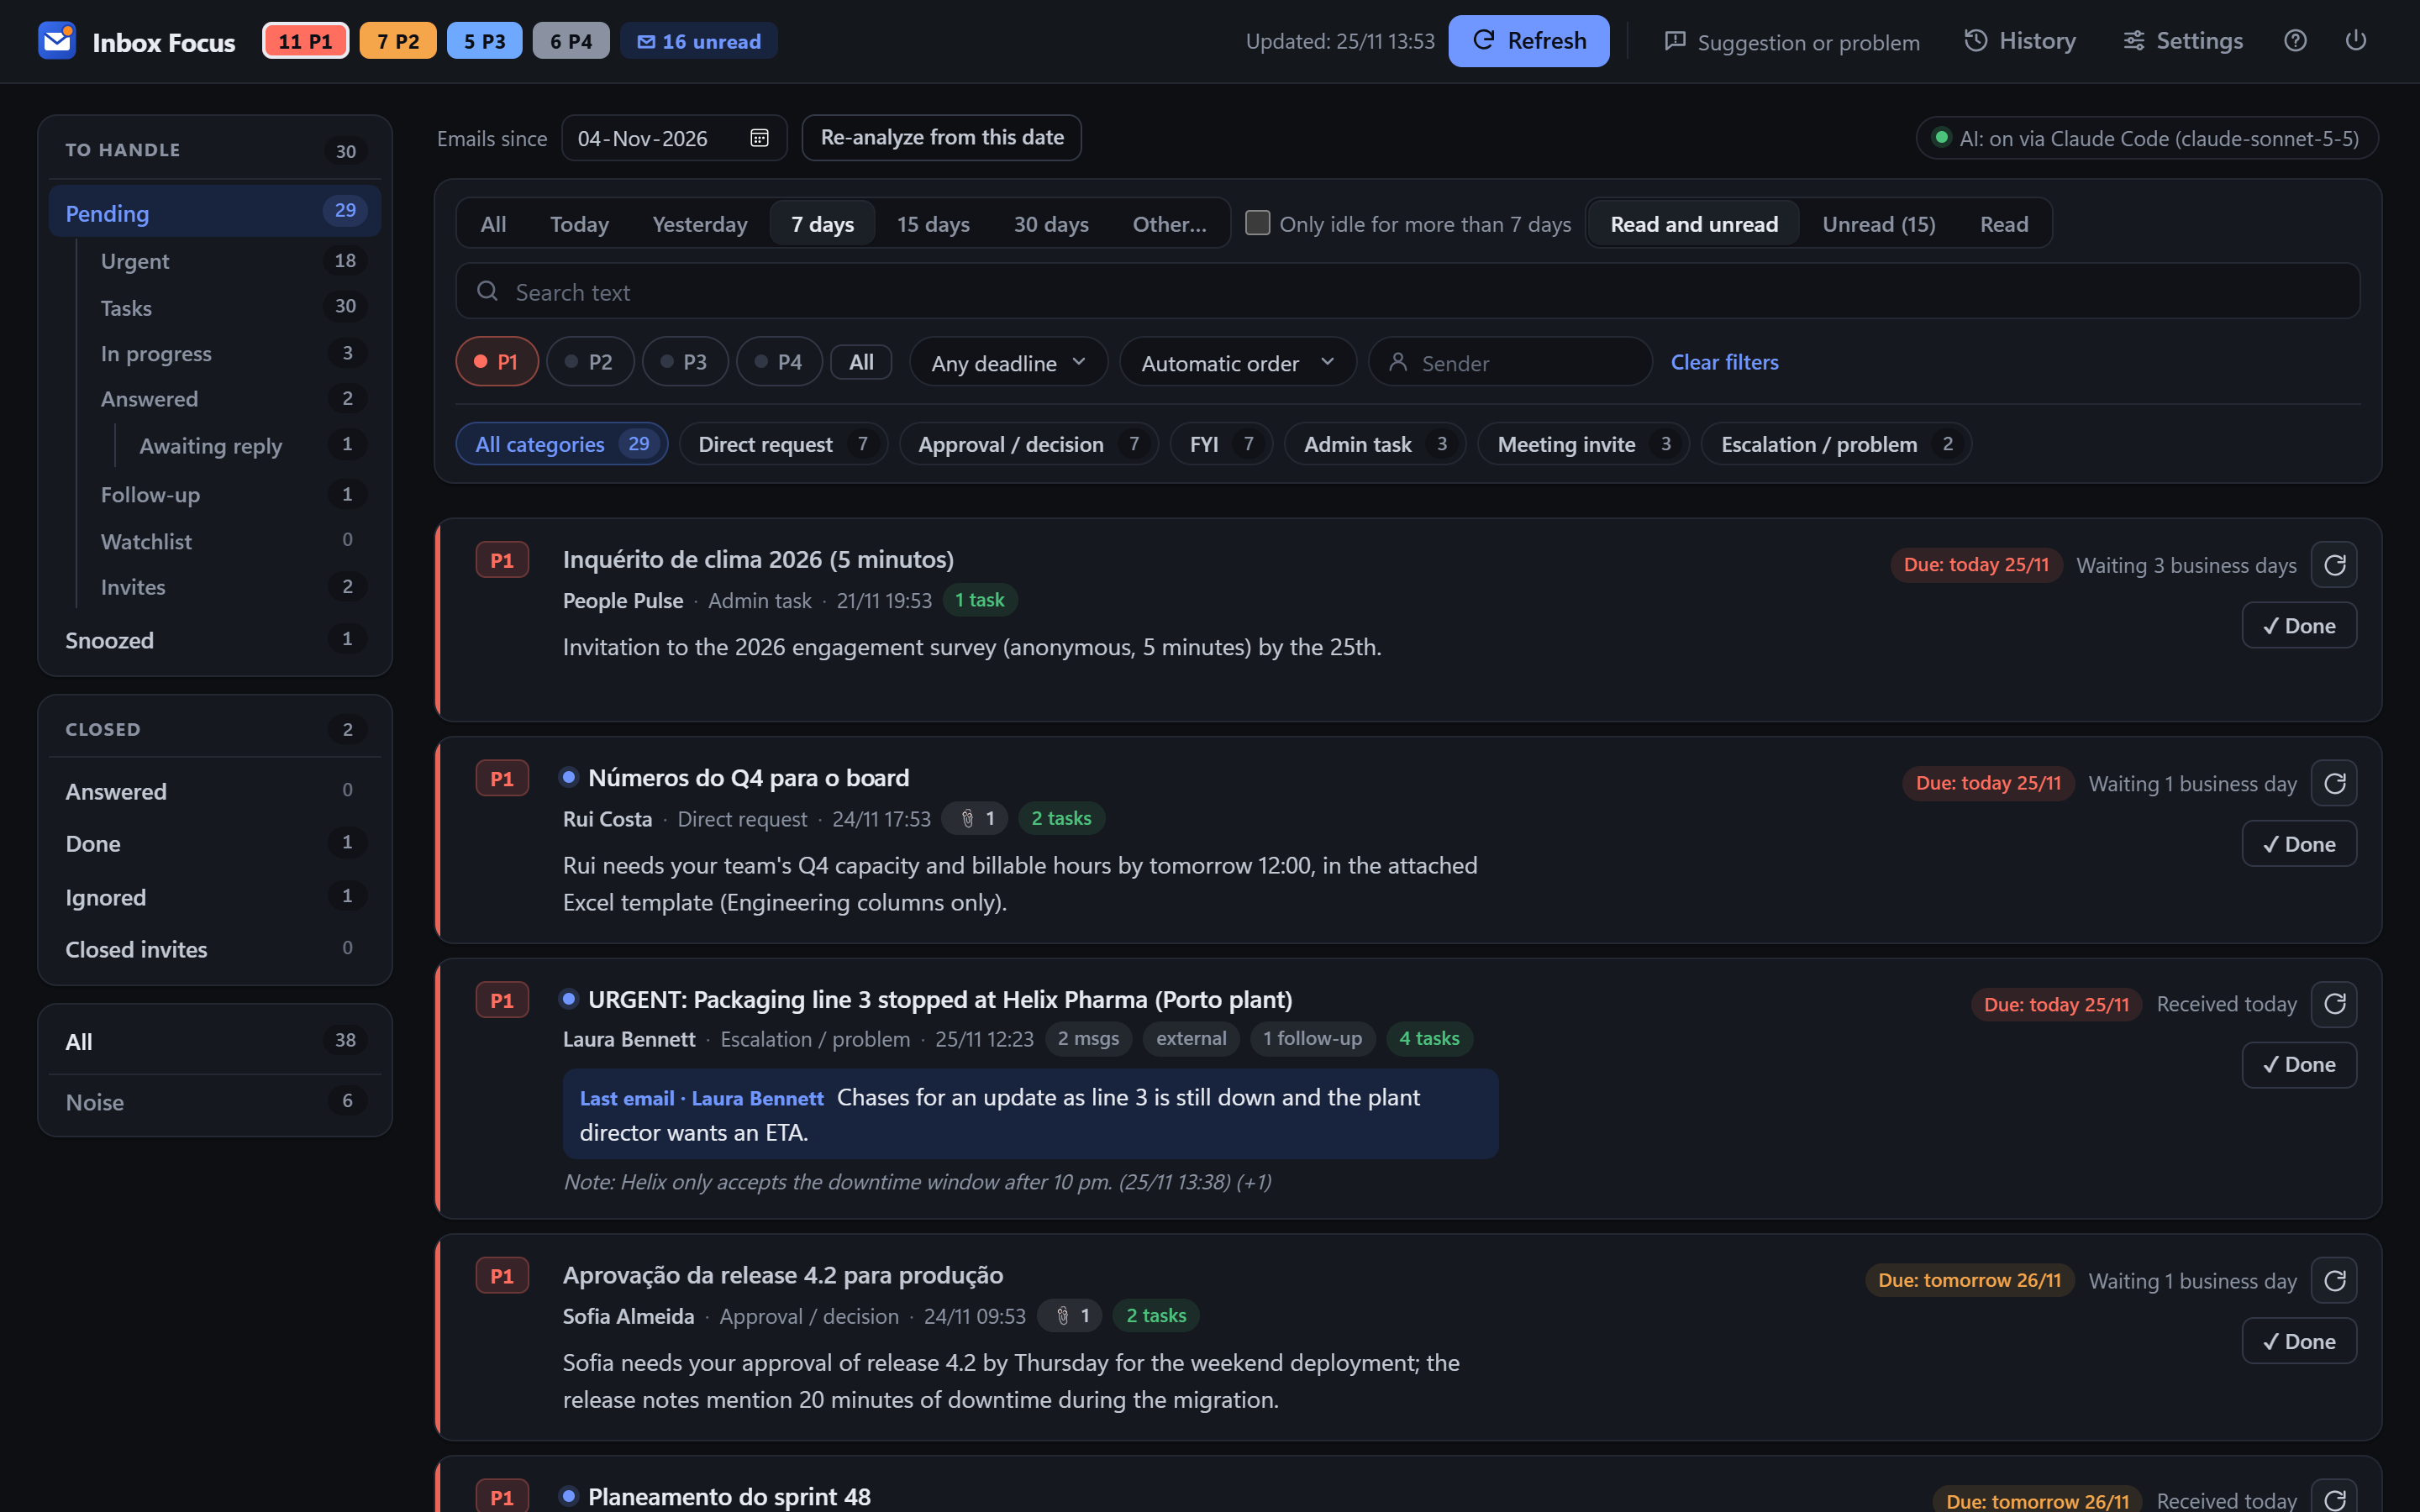 Inbox Focus
11 P1
7 P2
5 P3
6 P4
16 unread
Updated: 25/11 13:53
Refresh
Suggestion or problem
History
Settings
TO HANDLE 30
Pending 29
Urgent 18
Tasks 30
In progress 3
Answered 2
Awaiting reply 1
Follow-up 1
Watchlist 0
Invites 2
Snoozed 1
CLOSED 2
Answered 0
Done 1
Ignored 1
Closed invites 0
All 38
Noise 6
Emails since 04-Nov-2026 Re-analyze from this date
AI: on via Claude Code (claude-sonnet-5-5)
All Today Yesterday 7 days 15 days 30 days Other... Only idle for more than 7 days Read and unread Unread (15) Read
Search text
P1 P2 P3 P4 All Any deadline Automatic order Sender Clear filters
All categories 29 Direct request 7 Approval / decision 7 FYI 7 Admin task 3 Meeting invite 3 Escalation / problem 2
P1 Inquérito de clima 2026 (5 minutos)
Due: today 25/11 Waiting 3 business days
People Pulse · Admin task · 21/11 19:53 1 task
✓ Done
Invitation to the 2026 engagement survey (anonymous, 5 minutes) by the 25th.
P1 Números do Q4 para o board
Due: today 25/11 Waiting 1 business day
Rui Costa · Direct request · 24/11 17:53 1 2 tasks
✓ Done
Rui needs your team's Q4 capacity and billable hours by tomorrow 12:00, in the attached
Excel template (Engineering columns only).
P1 URGENT: Packaging line 3 stopped at Helix Pharma (Porto plant)
Due: today 25/11 Received today
Laura Bennett · Escalation / problem · 25/11 12:23 2 msgs external 1 follow-up 4 tasks
✓ Done
Last email · Laura Bennett Chases for an update as line 3 is still down and the plant
director wants an ETA.
Note: Helix only accepts the downtime window after 10 pm. (25/11 13:38) (+1)
P1 Aprovação da release 4.2 para produção
Due: tomorrow 26/11 Waiting 1 business day
Sofia Almeida · Approval / decision · 24/11 09:53 1 2 tasks
✓ Done
Sofia needs your approval of release 4.2 by Thursday for the weekend deployment; the
release notes mention 20 minutes of downtime during the migration.
P1 Planeamento do sprint 48
Due: tomorrow 26/11 Received today